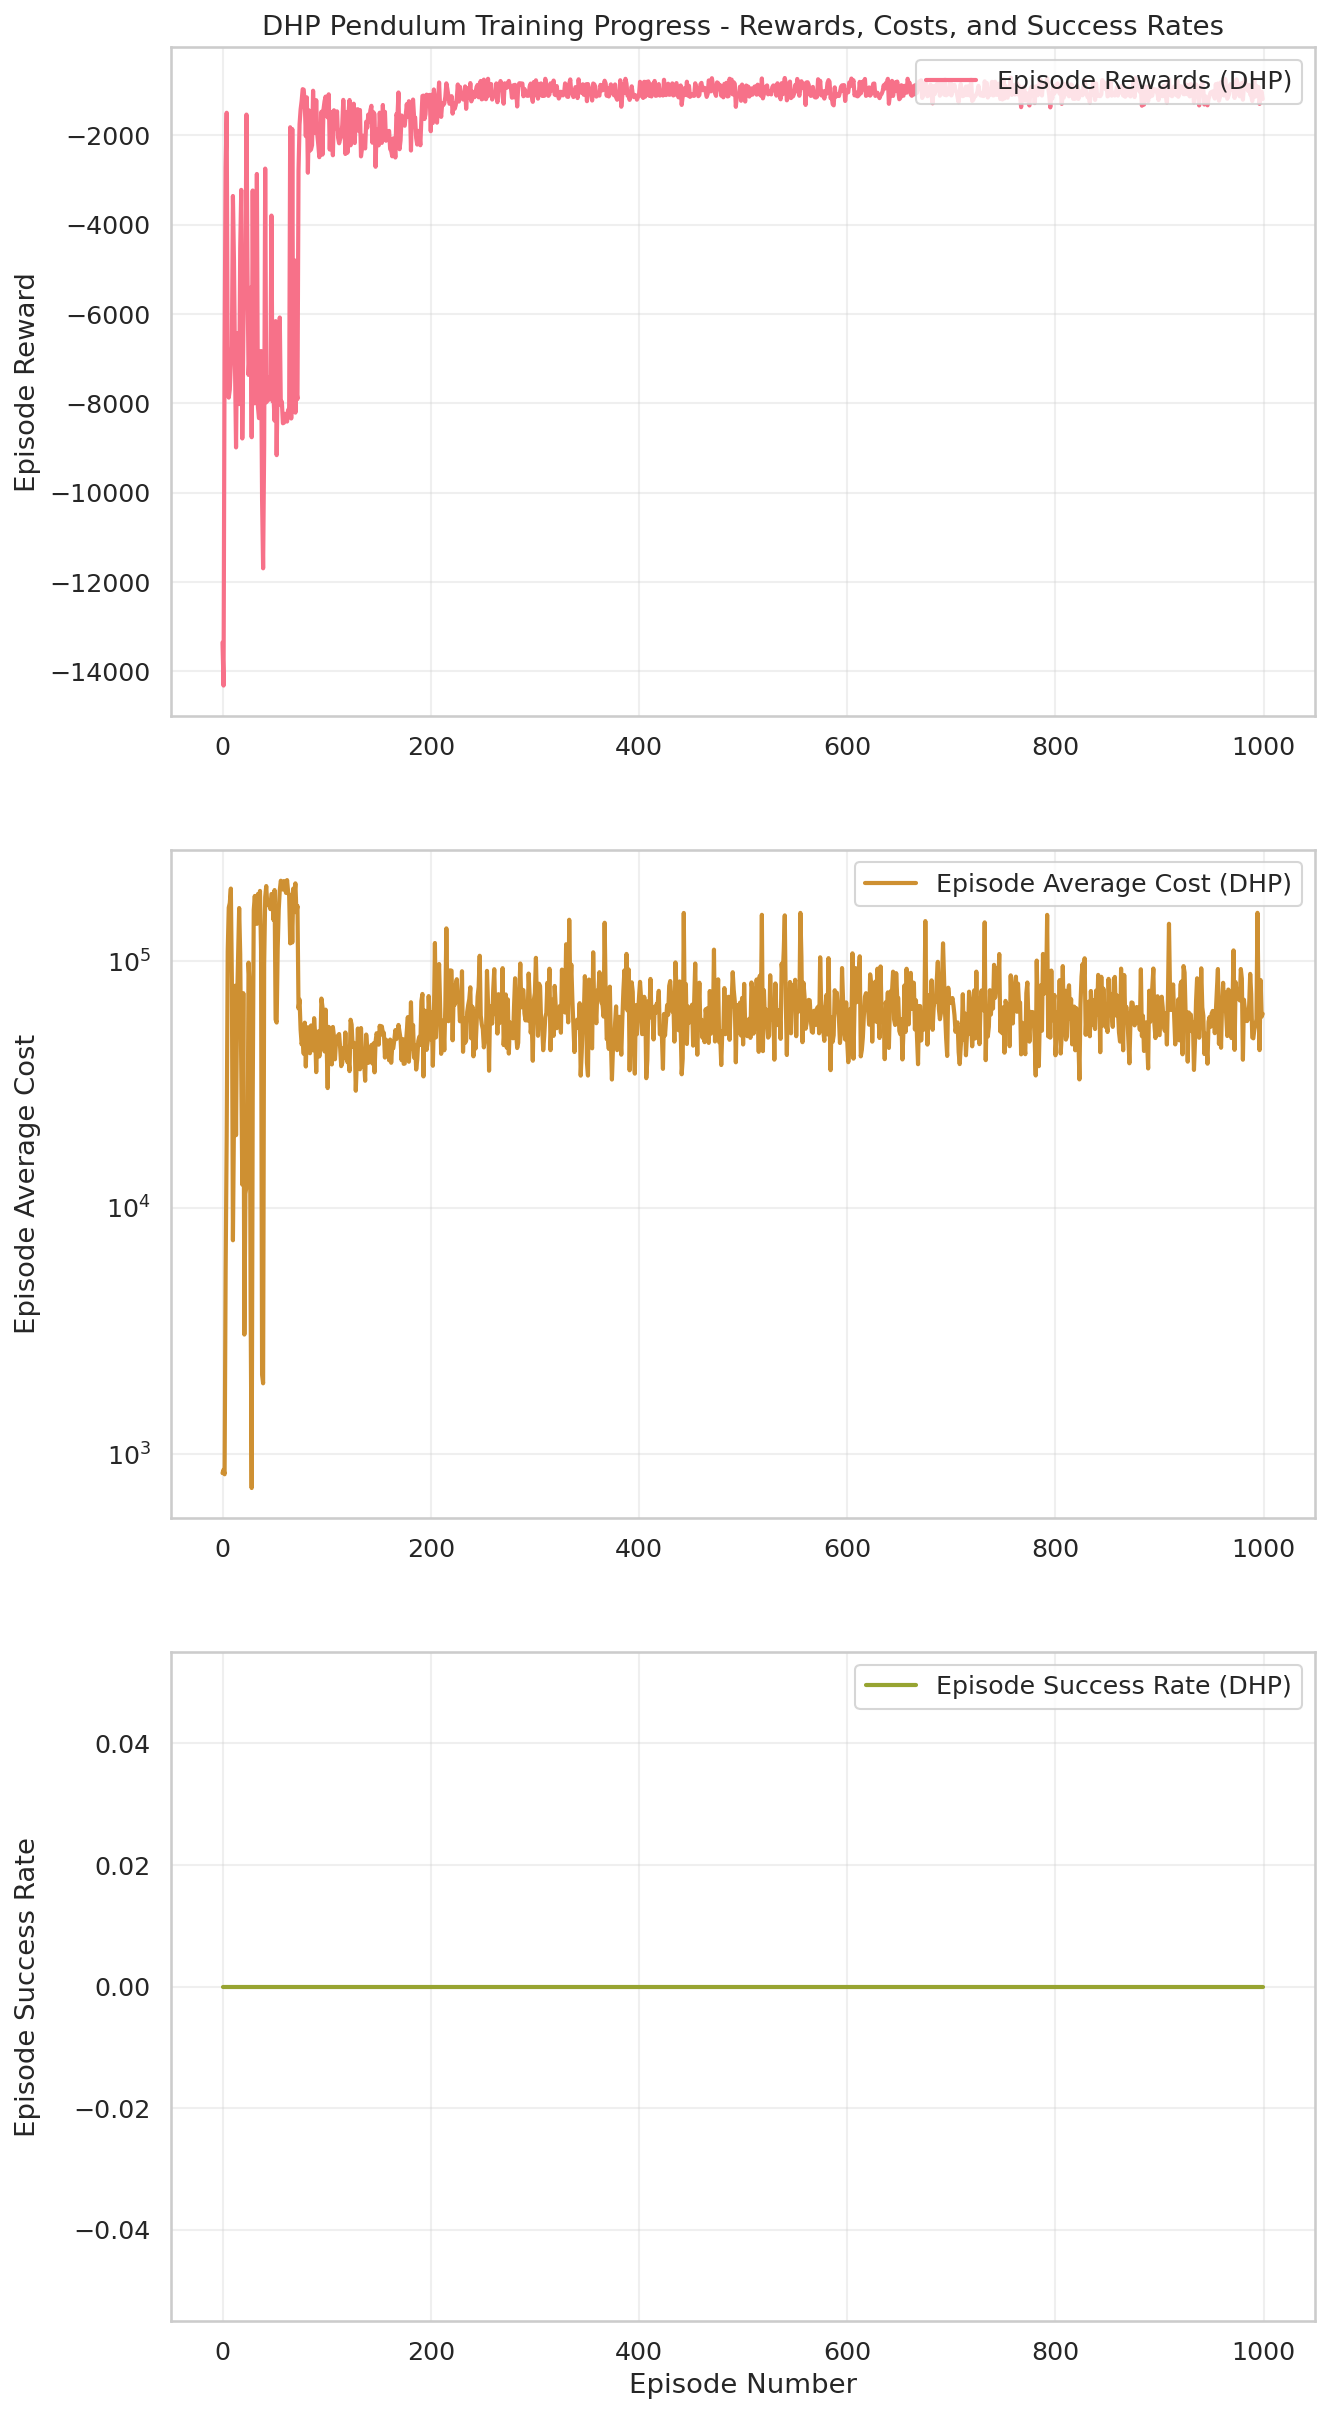 DHP Pendulum Training Progress - Rewards, Costs, and Success Rates
Episode Rewards (DHP)
−2000
−4000
−6000
−8000
−10000
−12000
−14000
Episode Reward
0 200 400 600 800 1000
Episode Average Cost (DHP)
10^5
10^4
10^3
Episode Average Cost
0 200 400 600 800 1000
Episode Success Rate (DHP)
0.04
0.02
0.00
−0.02
−0.04
Episode Success Rate
0 200 400 600 800 1000
Episode Number